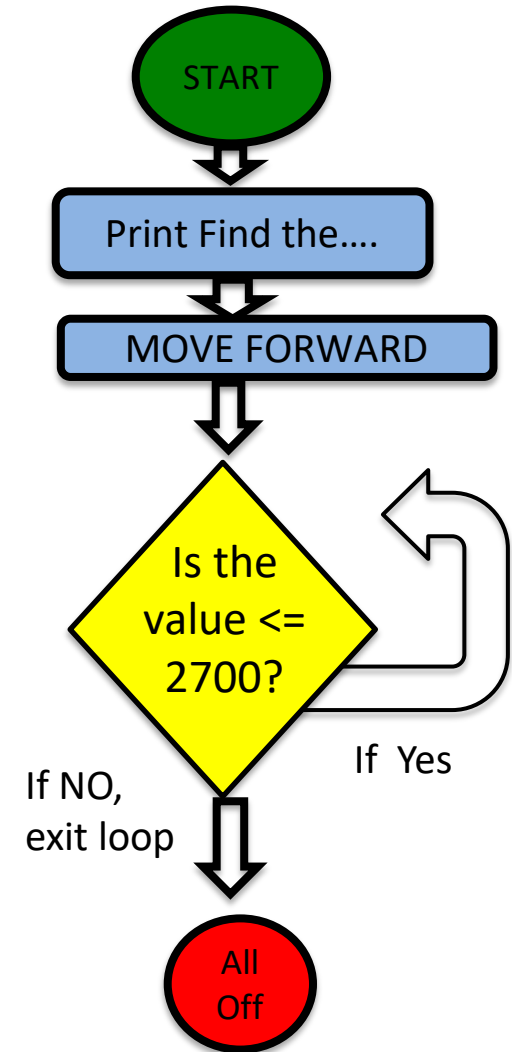 START
Print Find the....
MOVE FORWARD
Is the
value <=
2700?
If Yes
If NO,
exit loop
All
Off